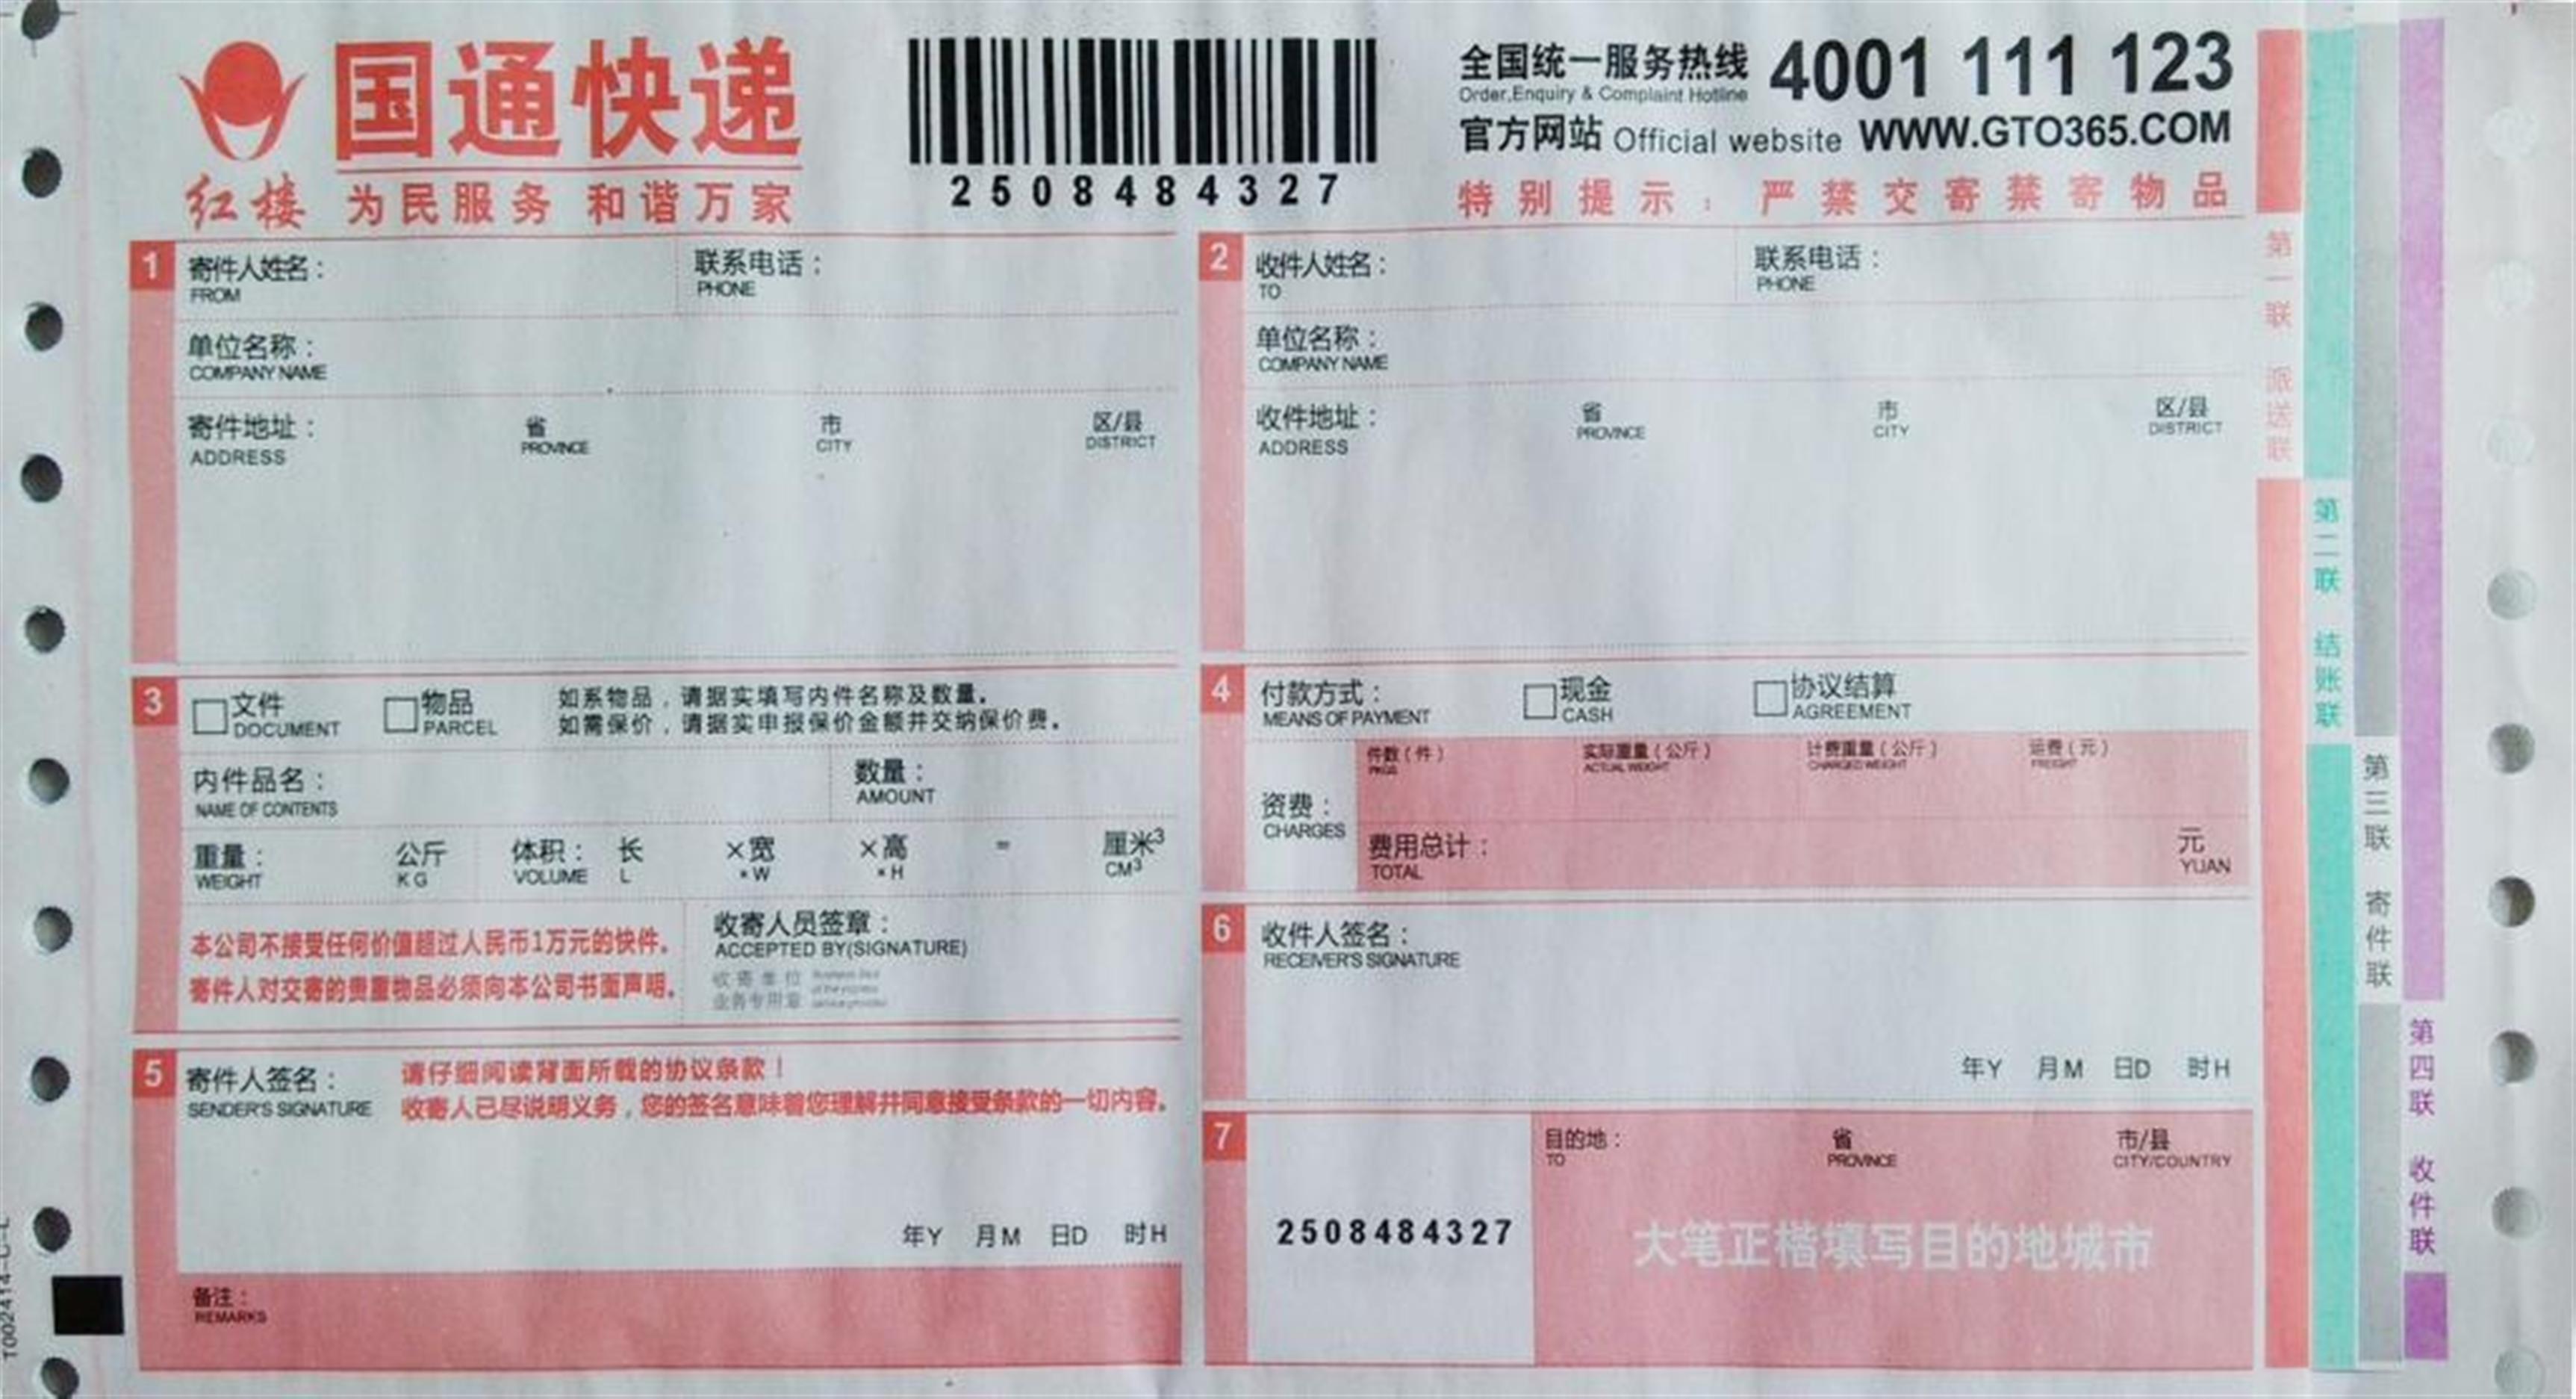 国通快递
红楼 为民服务 和谐万家
2508484327
全国统一服务热线 4001 111 123
Order,Enquiry & Complaint Hotline
官方网站 Official website WWW.GTO365.COM
特别提示：严禁交寄禁寄物品
1 寄件人姓名： 联系电话：
FROM PHONE
单位名称：
COMPANY NAME
寄件地址： 省 市 区/县
ADDRESS PROVINCE CITY DISTRICT
2 收件人姓名： 联系电话：
TO PHONE
单位名称：
COMPANY NAME
收件地址： 省 市 区/县
ADDRESS PROVINCE CITY DISTRICT
3 文件 物品 如系物品，请据实填写内件名称及数量。
DOCUMENT PARCEL 如需保价，请据实申报保价金额并交纳保价费。
内件品名： 数量：
NAME OF CONTENTS AMOUNT
重量： 公斤 体积： 长 ×宽 ×高 = 厘米³
WEIGHT KG VOLUME L ×W ×H CM³
本公司不接受任何价值超过人民币1万元的快件。
寄件人对交寄的贵重物品必须向本公司书面声明。
收寄人员签章：
ACCEPTED BY(SIGNATURE)
收寄单位
业务专用章
4 付款方式： 现金 协议结算
MEANS OF PAYMENT CASH AGREEMENT
件数（件） 实际重量（公斤） 计费重量（公斤） 运费（元）
PKGS ACTUAL WEIGHT CHARGED WEIGHT FREIGHT
资费：
CHARGES
费用总计： 元
TOTAL YUAN
5 寄件人签名： 请仔细阅读背面所载的协议条款！
SENDER'S SIGNATURE 收寄人已尽说明义务，您的签名意味着您理解并同意接受条款的一切内容。
年Y 月M 日D 时H
备注：
REMARKS
6 收件人签名：
RECEIVER'S SIGNATURE
年Y 月M 日D 时H
7 目的地： 省 市/县
TO PROVINCE CITY/COUNTRY
2508484327 大笔正楷填写目的地城市
第一联 派送联
第二联 结账联
第三联 寄件联
第四联 收件联
T002414-C-L